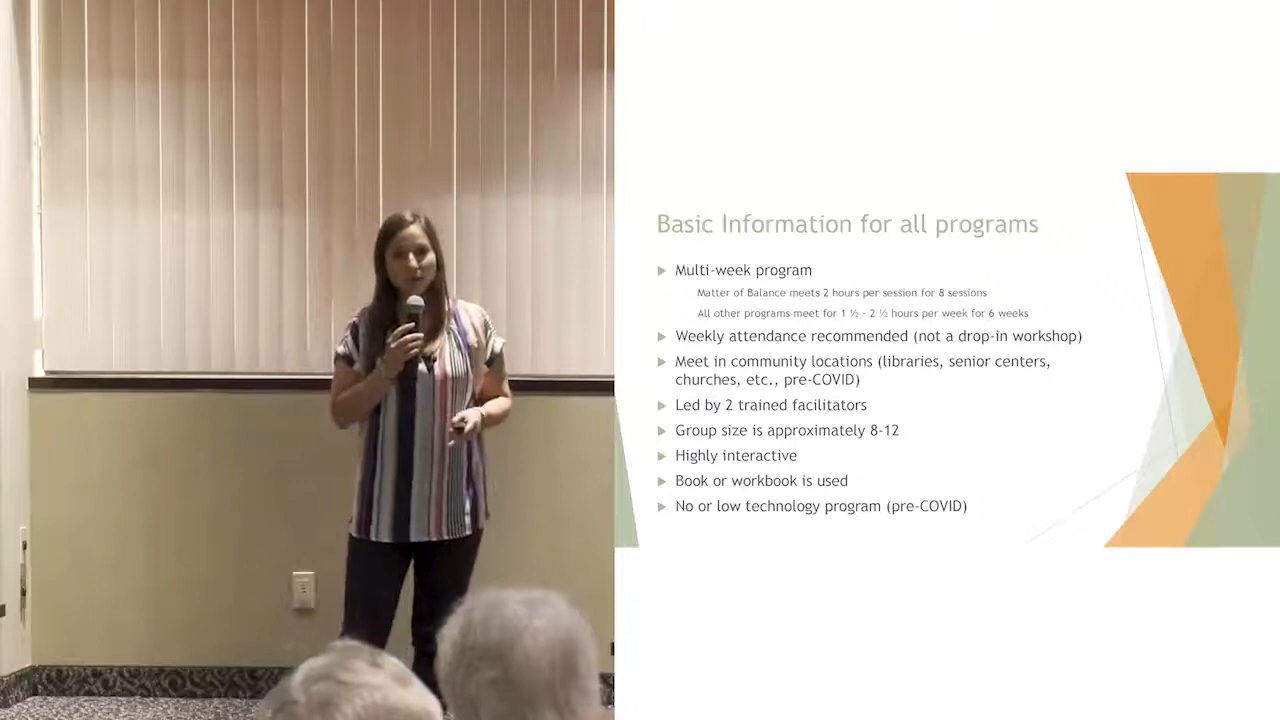 Basic Information for all programs
Multi-week program
Matter of Balance meets 2 hours per session for 8 sessions
All other programs meet for 1 ½ - 2 ½ hours per week for 6 weeks
Weekly attendance recommended (not a drop-in workshop)
Meet in community locations (libraries, senior centers,
churches, etc., pre-COVID)
Led by 2 trained facilitators
Group size is approximately 8-12
Highly interactive
Book or workbook is used
No or low technology program (pre-COVID)